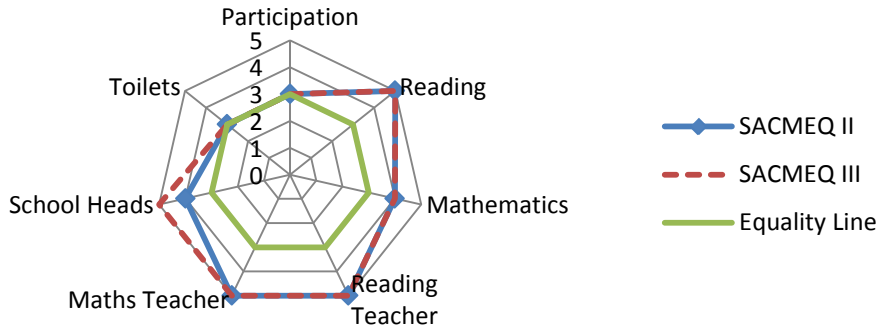 Participation
5
4
3
2
1
0
Reading
Mathematics
Reading
Teacher
Maths Teacher
School Heads
Toilets
SACMEQ II
SACMEQ III
Equality Line